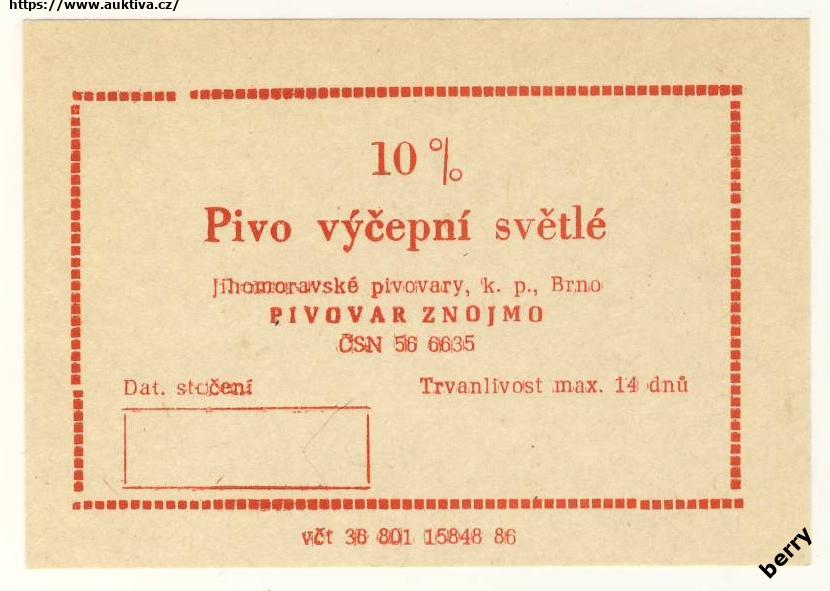 https://www.auktiva.cz/
10 %
Pivo výčepní světlé
Jihomoravské pivovary, k. p., Brno
PIVOVAR ZNOJMO
ČSN 56 6635
Dat. stočení
Trvanlivost max. 14 dnů
včt 36 801 15848 86
berry